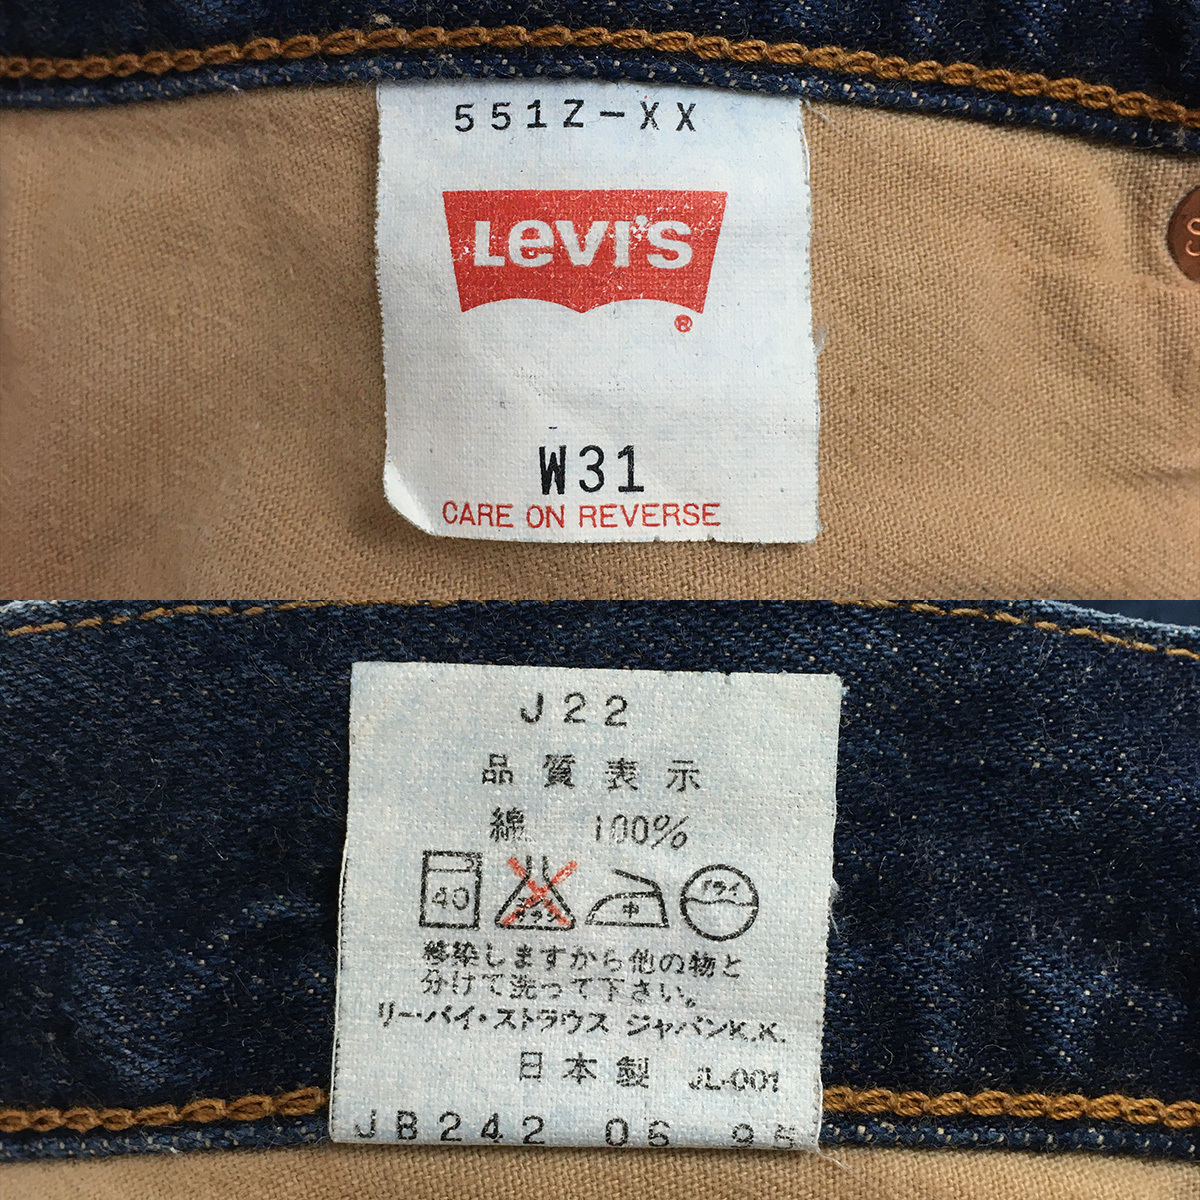 551Z-XX
Levi's
®
W31
CARE ON REVERSE
J22
品質表示
綿 100%
40 中 ドライ
移染しますから他の物と
分けて洗って下さい。
リー・バイ・ストラウス ジャパンK.K.
日本製 JL-001
JB242 06 95